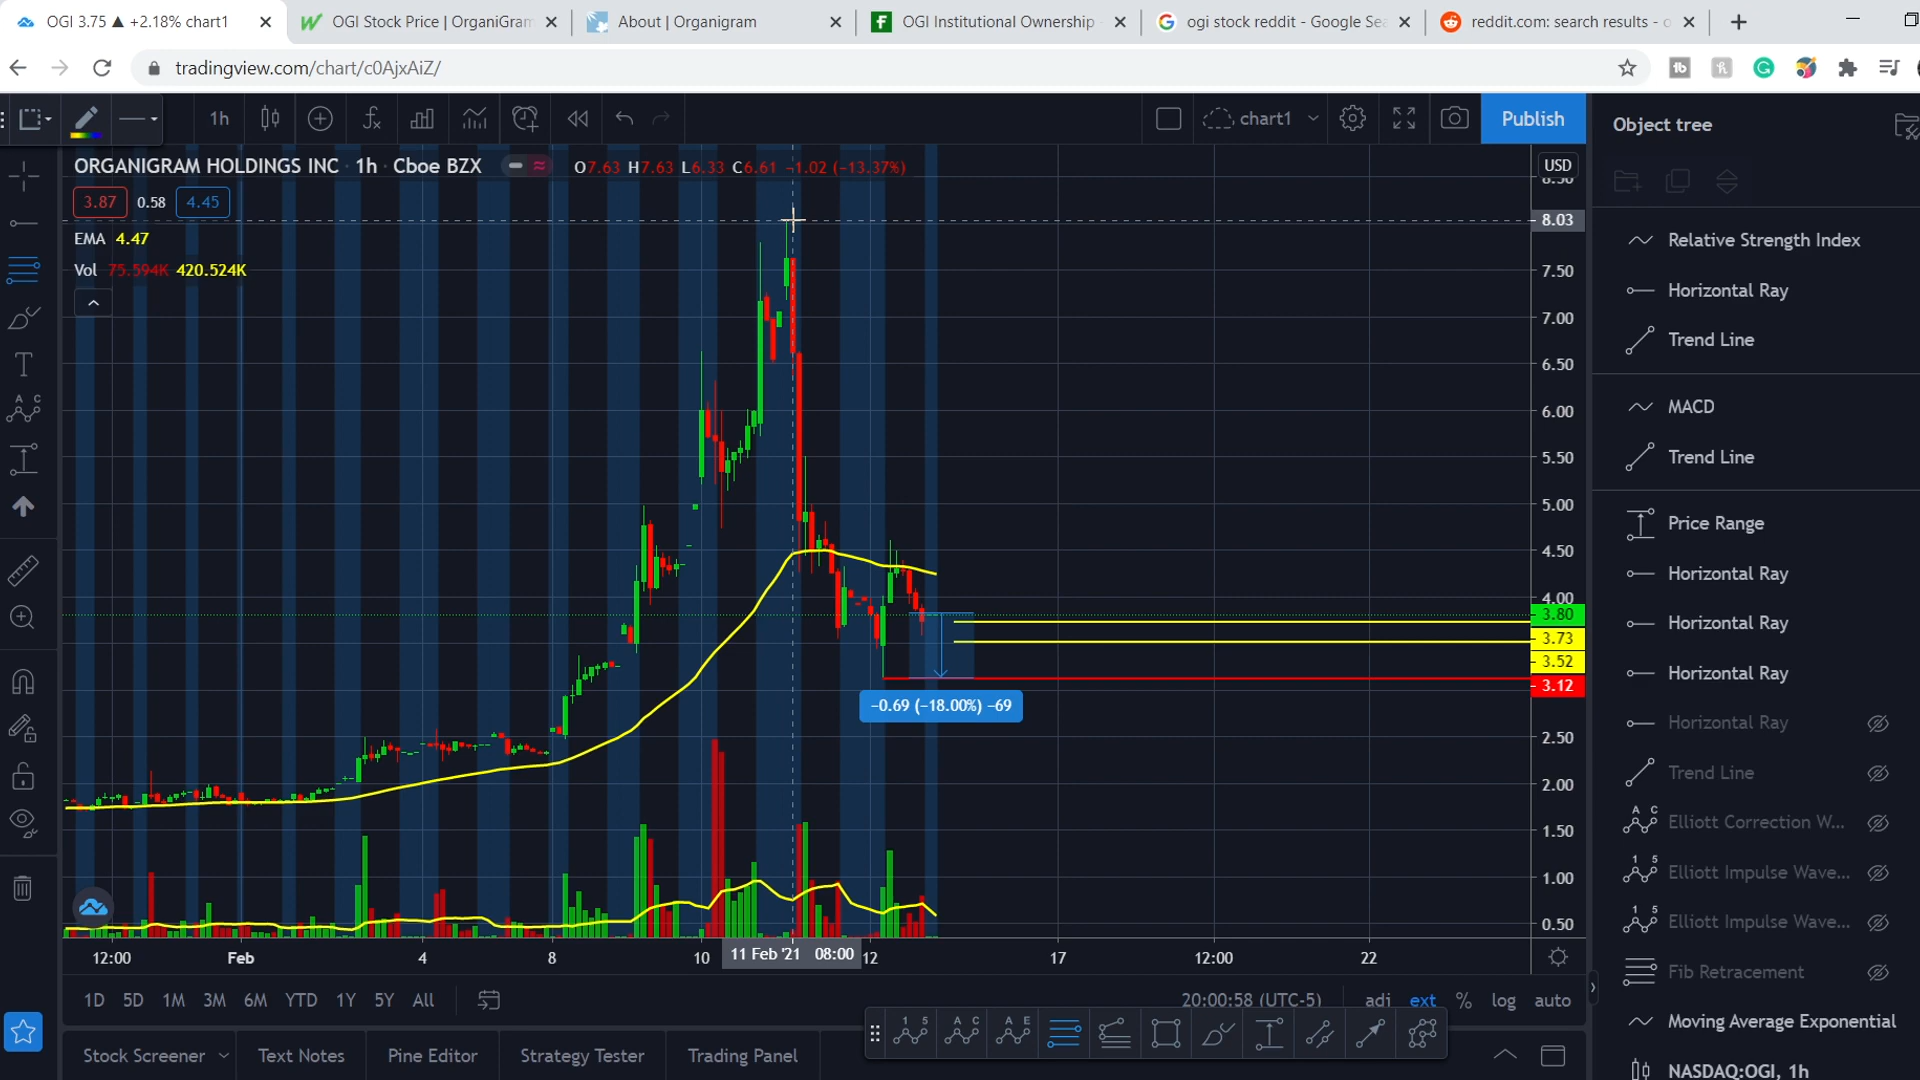 OGI 3.75 ▲ +2.18% chart1
OGI Stock Price | OrganiGram
About | Organigram
OGI Institutional Ownership
ogi stock reddit - Google Sea
reddit.com: search results - o
tradingview.com/chart/c0AjxAiZ/
1h
chart1
Publish
Object tree
ORGANIGRAM HOLDINGS INC · 1h · Cboe BZX
O7.63 H7.63 L6.33 C6.61 −1.02 (−13.37%)
USD
3.87 0.58 4.45
EMA 4.47
Vol 75.594K 420.524K
8.50
8.03
7.50
7.00
6.50
6.00
5.50
5.00
4.50
4.00
3.80
3.73
3.52
3.12
2.50
2.00
1.50
1.00
0.50
−0.69 (−18.00%) −69
12:00 Feb 4 8 10 11 Feb '21 08:00 12 17 12:00 22
1D 5D 1M 3M 6M YTD 1Y 5Y All
20:00:58 (UTC-5) adj ext % log auto
Stock Screener Text Notes Pine Editor Strategy Tester Trading Panel
Relative Strength Index
Horizontal Ray
Trend Line
MACD
Trend Line
Price Range
Horizontal Ray
Horizontal Ray
Horizontal Ray
Horizontal Ray
Trend Line
Elliott Correction W...
Elliott Impulse Wave...
Elliott Impulse Wave...
Fib Retracement
Moving Average Exponential
NASDAQ:OGI, 1h